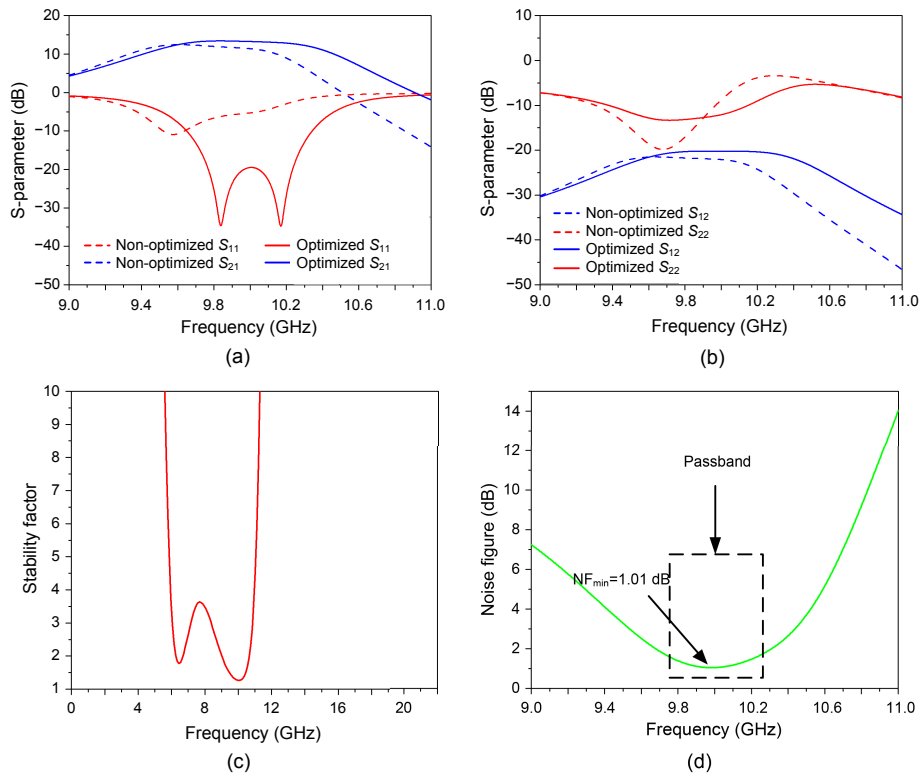 20
10
0
−10
−20
−30
−40
−50
S-parameter (dB)
Non-optimized S11
Optimized S11
Non-optimized S21
Optimized S21
9.0 9.4 9.8 10.2 10.6 11.0
Frequency (GHz)
(a)
10
0
−10
−20
−30
−40
−50
S-parameter (dB)
Non-optimized S12
Non-optimized S22
Optimized S12
Optimized S22
9.0 9.4 9.8 10.2 10.6 11.0
Frequency (GHz)
(b)
10
9
8
7
6
5
4
3
2
1
Stability factor
0 4 8 12 16 20
Frequency (GHz)
(c)
14
12
10
8
6
4
2
0
Noise figure (dB)
Passband
NFmin=1.01 dB
9.0 9.4 9.8 10.2 10.6 11.0
Frequency (GHz)
(d)